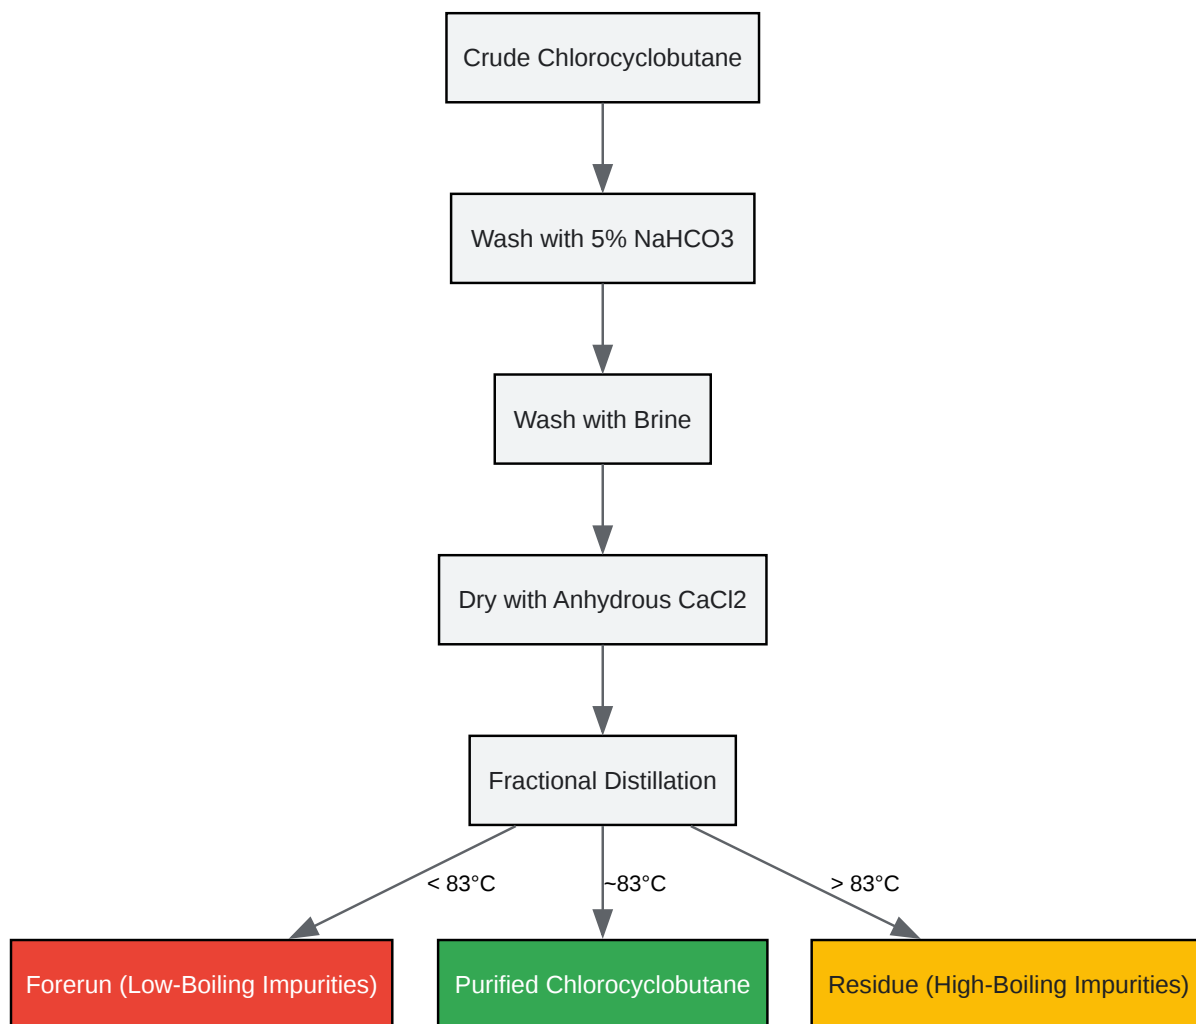 Crude Chlorocyclobutane
Wash with 5% NaHCO3
Wash with Brine
Dry with Anhydrous CaCl2
Fractional Distillation
< 83°C
~83°C
> 83°C
Forerun (Low-Boiling Impurities)
Purified Chlorocyclobutane
Residue (High-Boiling Impurities)